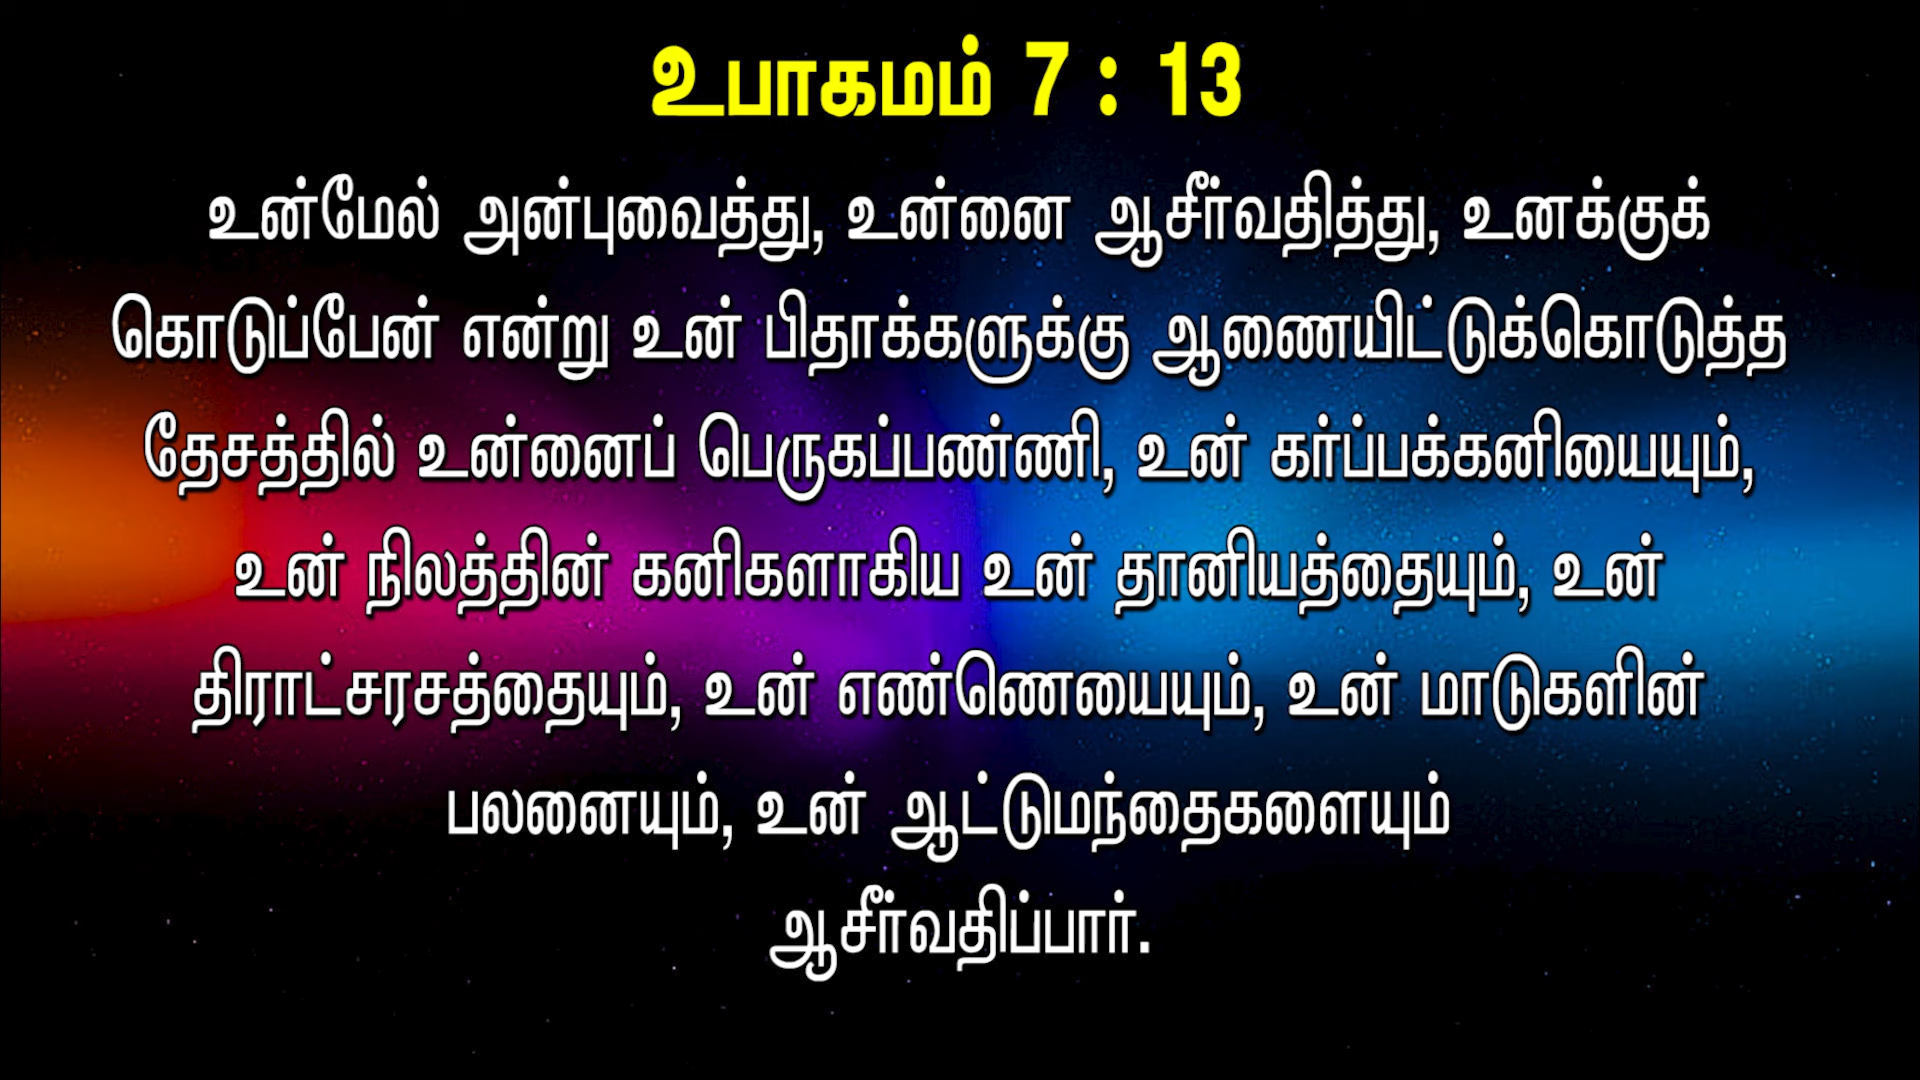 உபாகமம் 7 : 13
உன்மேல் அன்புவைத்து, உன்னை ஆசீர்வதித்து, உனக்குக்
கொடுப்பேன் என்று உன் பிதாக்களுக்கு ஆணையிட்டுக்கொடுத்த
தேசத்தில் உன்னைப் பெருகப்பண்ணி, உன் கர்ப்பக்கனியையும்,
உன் நிலத்தின் கனிகளாகிய உன் தானியத்தையும், உன்
திராட்சரசத்தையும், உன் எண்ணெயையும், உன் மாடுகளின்
பலனையும், உன் ஆட்டுமந்தைகளையும்
ஆசீர்வதிப்பார்.